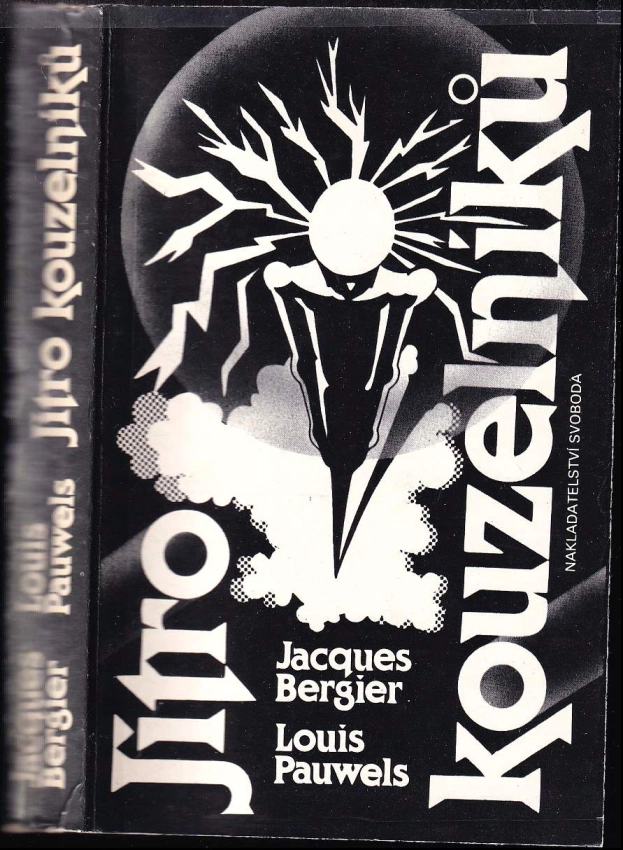 Jacques Bergier
Louis Pauwels
Jitro kouzelníků
Jitro
kouzelníků
Jacques
Bergier
Louis
Pauwels
NAKLADATELSTVÍ SVOBODA